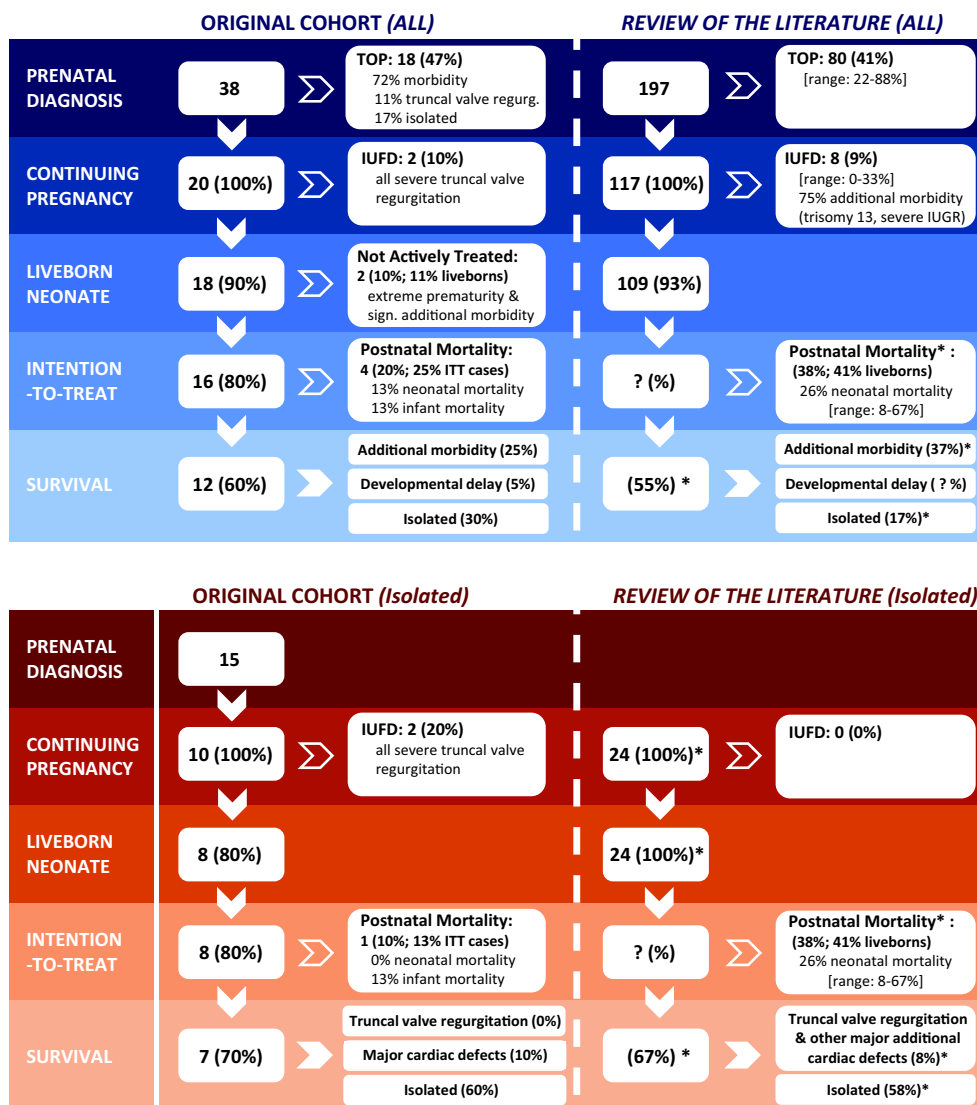 ORIGINAL COHORT (ALL)
REVIEW OF THE LITERATURE (ALL)
PRENATAL
DIAGNOSIS
38
TOP: 18 (47%)
72% morbidity
11% truncal valve regurg.
17% isolated
197
TOP: 80 (41%)
[range: 22-88%]
CONTINUING
PREGNANCY
20 (100%)
IUFD: 2 (10%)
all severe truncal valve
regurgitation
117 (100%)
IUFD: 8 (9%)
[range: 0-33%]
75% additional morbidity
(trisomy 13, severe IUGR)
LIVEBORN
NEONATE
18 (90%)
Not Actively Treated:
2 (10%; 11% liveborns)
extreme prematurity &
sign. additional morbidity
109 (93%)
INTENTION
-TO-TREAT
16 (80%)
Postnatal Mortality:
4 (20%; 25% ITT cases)
13% neonatal mortality
13% infant mortality
? (%)
Postnatal Mortality* :
(38%; 41% liveborns)
26% neonatal mortality
[range: 8-67%]
SURVIVAL
12 (60%)
Additional morbidity (25%)
Developmental delay (5%)
Isolated (30%)
(55%) *
Additional morbidity (37%)*
Developmental delay ( ? %)
Isolated (17%)*
ORIGINAL COHORT (Isolated)
REVIEW OF THE LITERATURE (Isolated)
PRENATAL
DIAGNOSIS
15
CONTINUING
PREGNANCY
10 (100%)
IUFD: 2 (20%)
all severe truncal valve
regurgitation
24 (100%)*
IUFD: 0 (0%)
LIVEBORN
NEONATE
8 (80%)
24 (100%)*
INTENTION
-TO-TREAT
8 (80%)
Postnatal Mortality:
1 (10%; 13% ITT cases)
0% neonatal mortality
13% infant mortality
? (%)
Postnatal Mortality* :
(38%; 41% liveborns)
26% neonatal mortality
[range: 8-67%]
SURVIVAL
7 (70%)
Truncal valve regurgitation (0%)
Major cardiac defects (10%)
Isolated (60%)
(67%) *
Truncal valve regurgitation
& other major additional
cardiac defects (8%)*
Isolated (58%)*